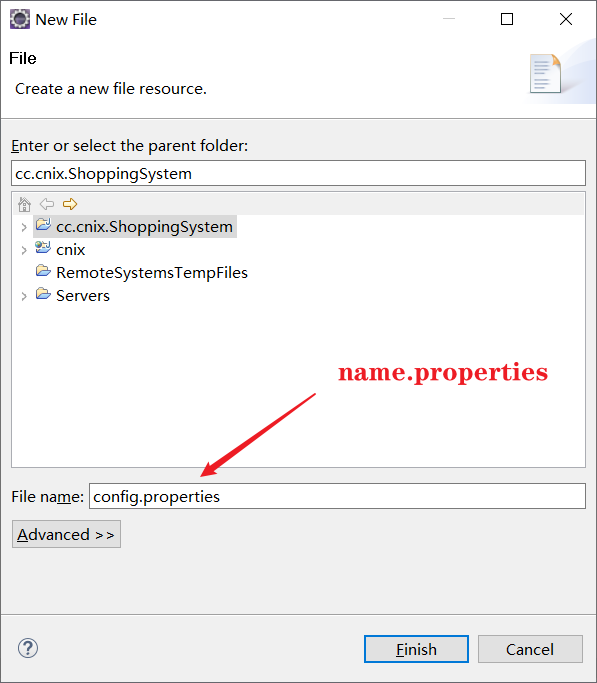 New File
File
Create a new file resource.
Enter or select the parent folder:
cc.cnix.ShoppingSystem
cc.cnix.ShoppingSystem
cnix
RemoteSystemsTempFiles
Servers
name.properties
File name: config.properties
Advanced >>
Finish Cancel